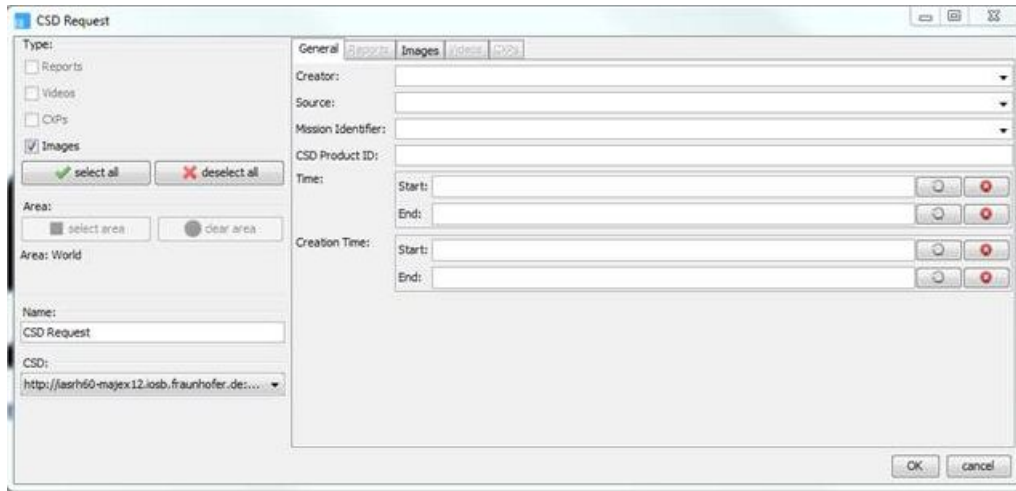 CSD Request
Type:
Reports
Videos
CXPs
Images
select all
deselect all
Area:
select area
clear area
Area: World
Name:
CSD Request
CSD:
http://iasrh60-majex12.iosb.fraunhofer.de:...
General Reports Images Videos CXPs
Creator:
Source:
Mission Identifier:
CSD Product ID:
Time:
Start:
End:
Creation Time:
Start:
End:
OK cancel